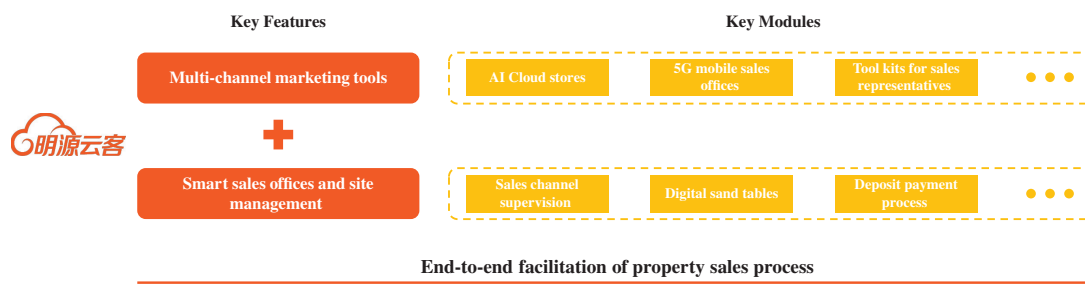 Key Features
Key Modules
Multi-channel marketing tools
AI Cloud stores
5G mobile sales
offices
Tool kits for sales
representatives
明源云客
Smart sales offices and site
management
Sales channel
supervision
Digital sand tables
Deposit payment
process
End-to-end facilitation of property sales process